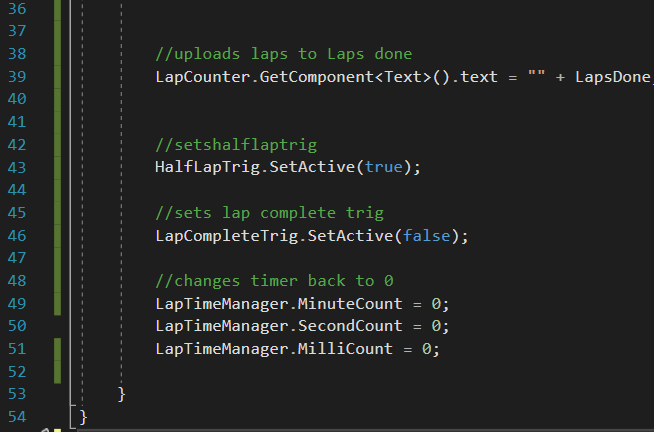 36
37
38 //uploads laps to Laps done
39 LapCounter.GetComponent<Text>().text = "" + LapsDone
40
41
42 //setshalflaptrig
43 HalfLapTrig.SetActive(true);
44
45 //sets lap complete trig
46 LapCompleteTrig.SetActive(false);
47
48 //changes timer back to 0
49 LapTimeManager.MinuteCount = 0;
50 LapTimeManager.SecondCount = 0;
51 LapTimeManager.MilliCount = 0;
52
53 }
54 }